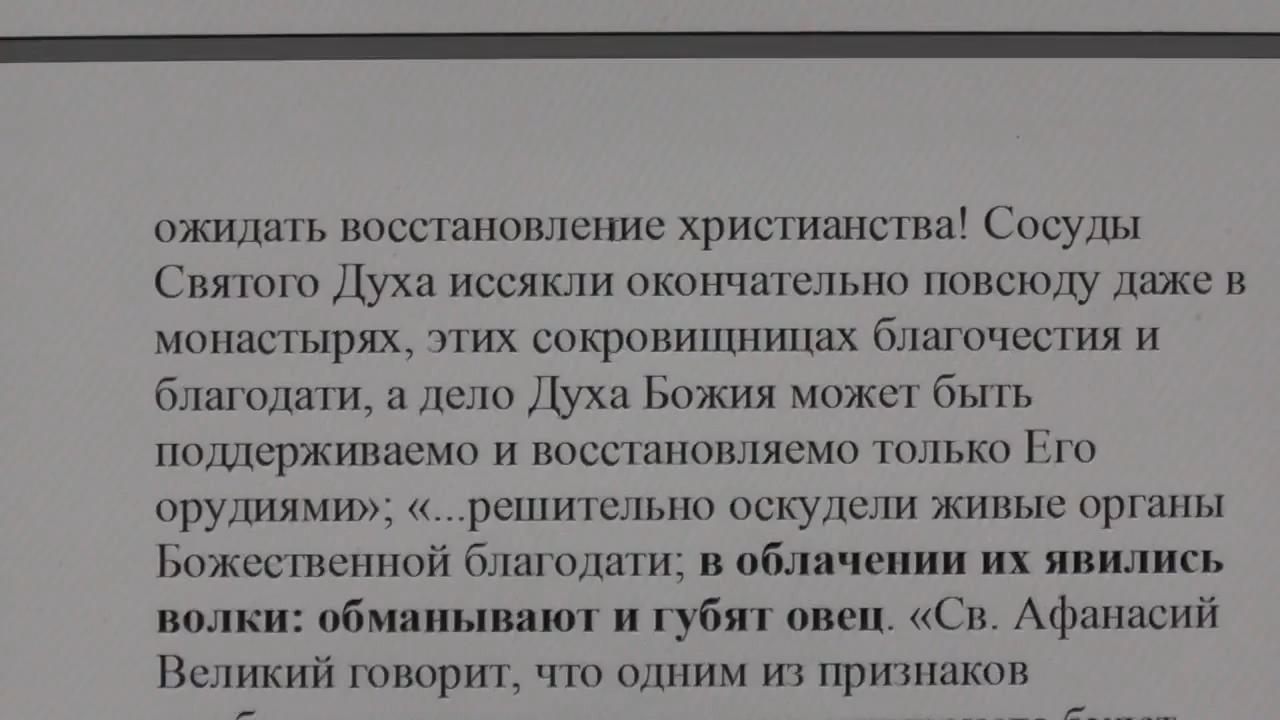 ожидать восстановление христианства! Сосуды
Святого Духа иссякли окончательно повсюду даже в
монастырях, этих сокровищницах благочестия и
благодати, а дело Духа Божия может быть
поддерживаемо и восстановляемо только Его
орудиями»; «...решительно оскудели живые органы
Божественной благодати; в облачении их явились
волки: обманывают и губят овец. «Св. Афанасий
Великий говорит, что одним из признаков